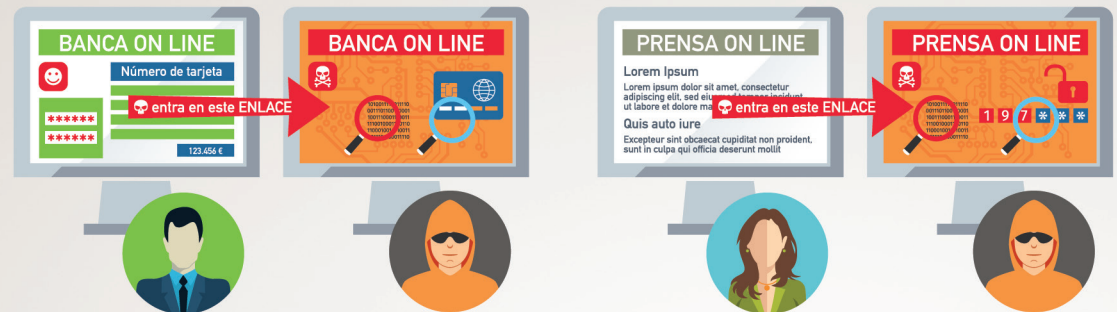 BANCA ON LINE
Número de tarjeta
entra en este ENLACE
******
******
123.456 €
BANCA ON LINE
PRENSA ON LINE
Lorem Ipsum
Lorem ipsum dolor sit amet, consectetur
adipiscing elit, sed
ut labore et dolore
entra en este ENLACE
Quis auto iure
Excepteur sint obcaecat cupiditat non proident,
sunt in culpa qui officia deserunt mollit
PRENSA ON LINE
1 9 7 * * *